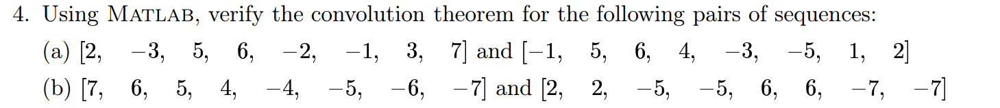 4. Using MATLAB, verify the convolution theorem for the following pairs of sequences:
(a) [2, −3, 5, 6, −2, −1, 3, 7] and [−1, 5, 6, 4, −3, −5, 1, 2]
(b) [7, 6, 5, 4, −4, −5, −6, −7] and [2, 2, −5, −5, 6, 6, −7, −7]